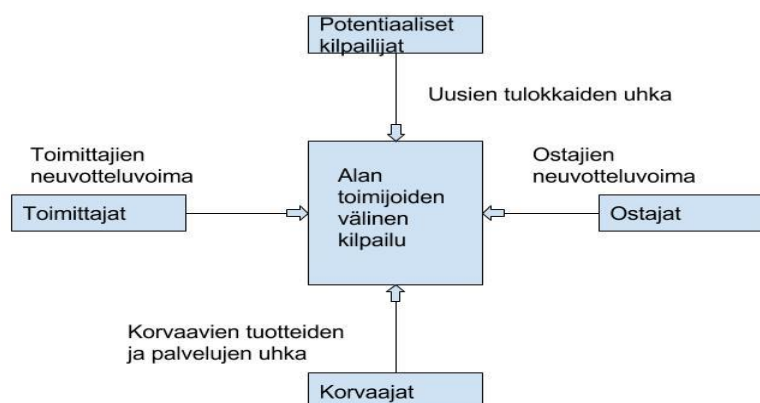 Potentiaaliset
kilpailijat
Uusien tulokkaiden uhka
Toimittajien
neuvotteluvoima
Toimittajat
Alan
toimijoiden
välinen
kilpailu
Ostajien
neuvotteluvoima
Ostajat
Korvaavien tuotteiden
ja palvelujen uhka
Korvaajat